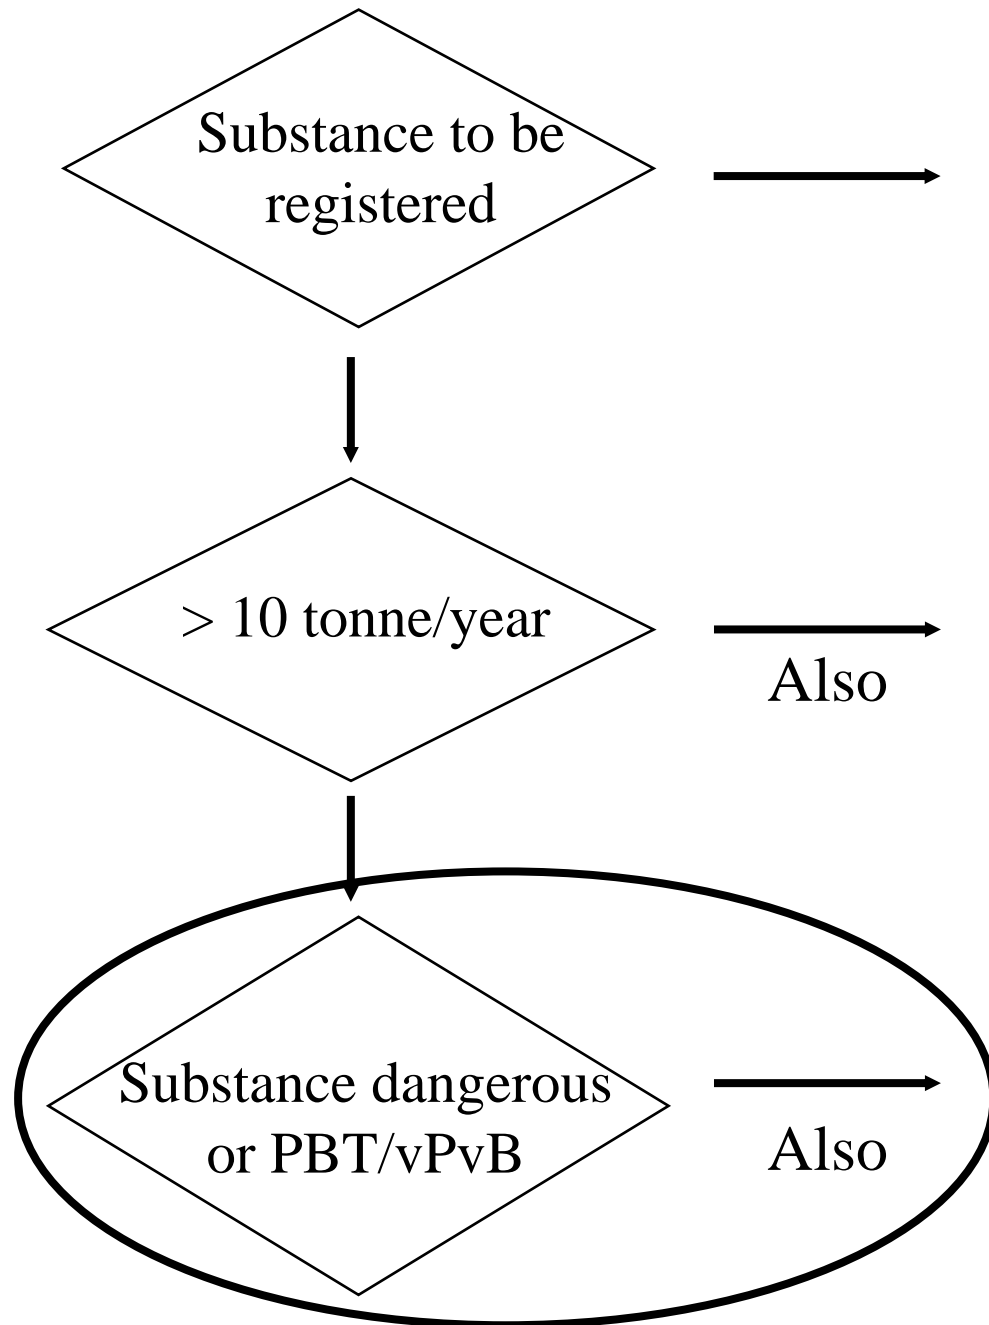 Substance to be
registered
> 10 tonne/year
Also
Substance dangerous
or PBT/vPvB
Also